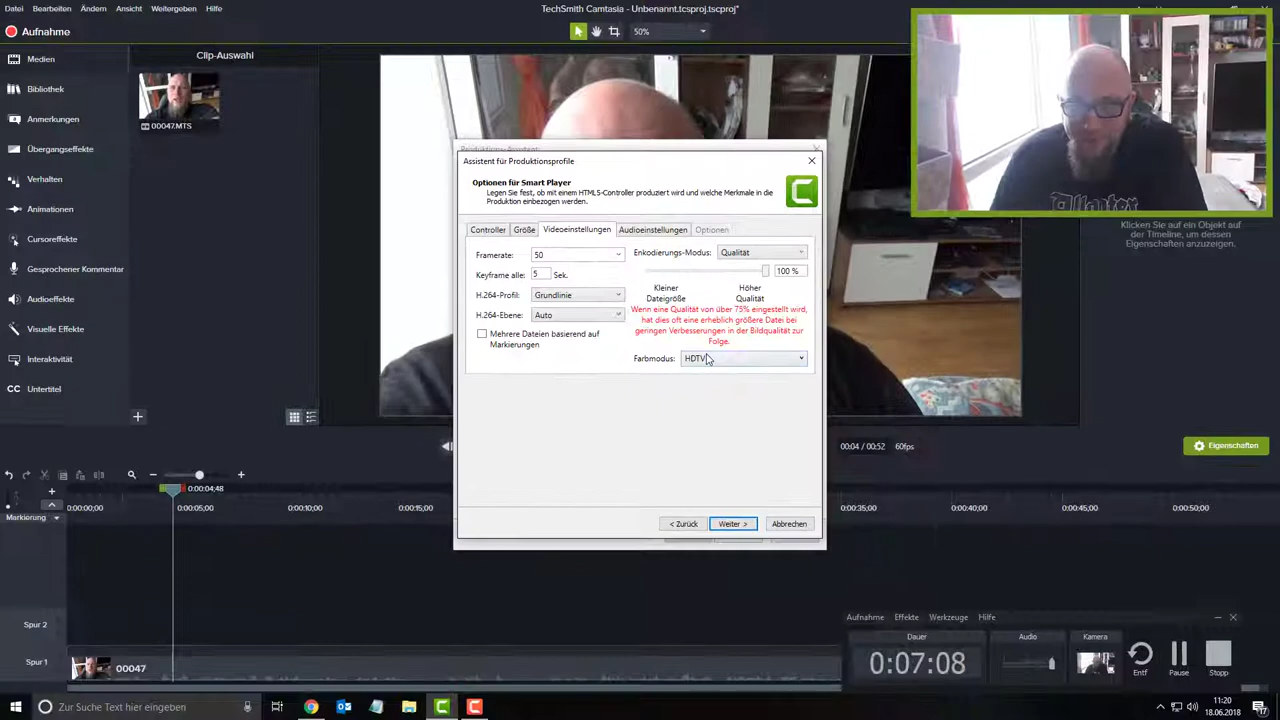 Datei Bearbeiten Ändern Ansicht Weitergeben Hilfe
TechSmith Camtasia - Unbenannt.tcsproj.tscproj*
Aufnahme
50%
Medien
Bibliothek
Anmerkungen
Übergangseffekte
Verhalten
Animationen
Cursoreffekte
Gesprochener Kommentar
Audioeffekte
Visuelle Effekte
Interaktivität
CC Untertitel
Clip-Auswahl
00047.MTS
Assistent für Produktionsprofile
Optionen für Smart Player
Legen Sie fest, ob mit einem HTML5-Controller produziert wird und welche Merkmale in die
Produktion einbezogen werden.
Controller Größe Videoeinstellungen Audioeinstellungen Optionen
Framerate: 50
Keyframe alle: 5 Sek.
H.264-Profil: Grundlinie
H.264-Ebene: Auto
Mehrere Dateien basierend auf
Markierungen
Enkodierungs-Modus: Qualität
100 %
Kleiner
Dateigröße
Höher
Qualität
Wenn eine Qualität von über 75% eingestellt wird,
hat dies oft eine erheblich größere Datei bei
geringen Verbesserungen in der Bildqualität zur
Folge.
Farbmodus: HDTV
< Zurück Weiter > Abbrechen
Klicken Sie auf ein Objekt auf
der Timeline, um dessen
Eigenschaften anzuzeigen.
00:04 / 00:52 60fps
Eigenschaften
0:00:04;48
0:00:00;00 0:00:05;00 0:00:10;00 0:00:15;00 0:00:35;00 0:00:40;00 0:00:45;00 0:00:50;00
Markierung
Spur 2
Spur 1
00047
Aufnahme Effekte Werkzeuge Hilfe
Dauer
0:07:08
Audio
Kamera
Entf Pause Stopp
Zur Suche Text hier eingeben
11:20
18.06.2018
17